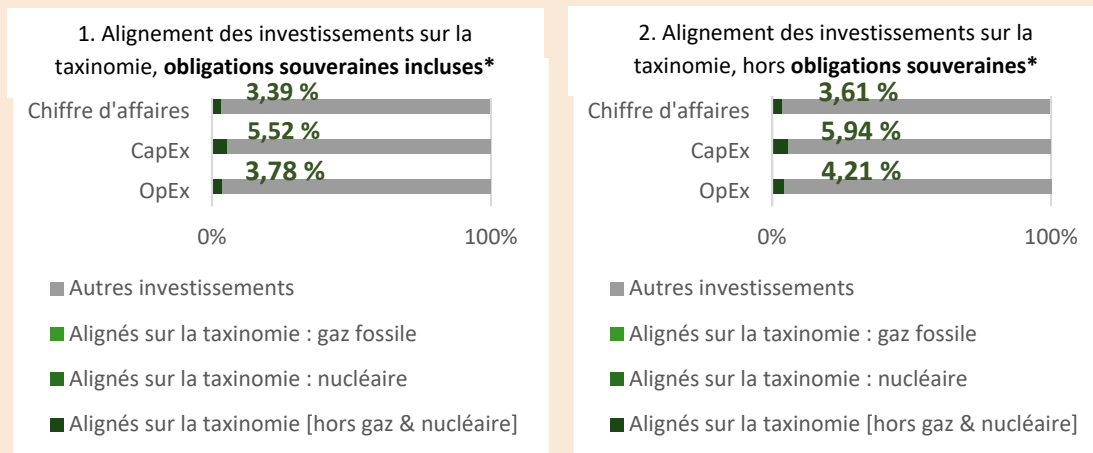 1. Alignement des investissements sur la
taxinomie, obligations souveraines incluses*
3,39 %
Chiffre d'affaires
5,52 %
CapEx
3,78 %
OpEx
0%
100%
Autres investissements
Alignés sur la taxinomie : gaz fossile
Alignés sur la taxinomie : nucléaire
Alignés sur la taxinomie [hors gaz & nucléaire]
2. Alignement des investissements sur la
taxinomie, hors obligations souveraines*
3,61 %
Chiffre d'affaires
5,94 %
CapEx
4,21 %
OpEx
0%
100%
Autres investissements
Alignés sur la taxinomie : gaz fossile
Alignés sur la taxinomie : nucléaire
Alignés sur la taxinomie [hors gaz & nucléaire]